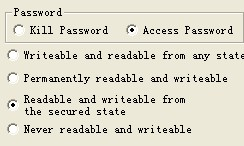 Password
Kill Password Access Password
Writeable and readable from any state
Permanently readable and writeable
Readable and writeable from
the secured state
Never readable and writeable